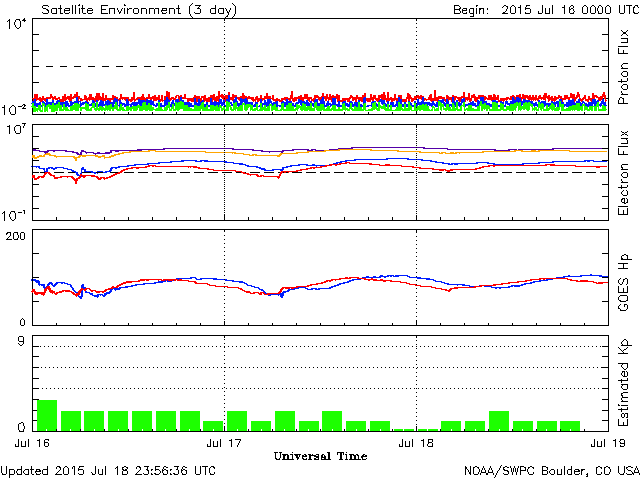 Satellite Environment (3 day) Begin: 2015 Jul 16 0000 UTC
10^4
Proton Flux
10^-2
10^7
Electron Flux
10^-1
200
GOES Hp
0
9
Estimated Kp
0
Jul 16 Jul 17 Jul 18 Jul 19
Universal Time
Updated 2015 Jul 18 23:56:36 UTC NOAA/SWPC Boulder, CO USA